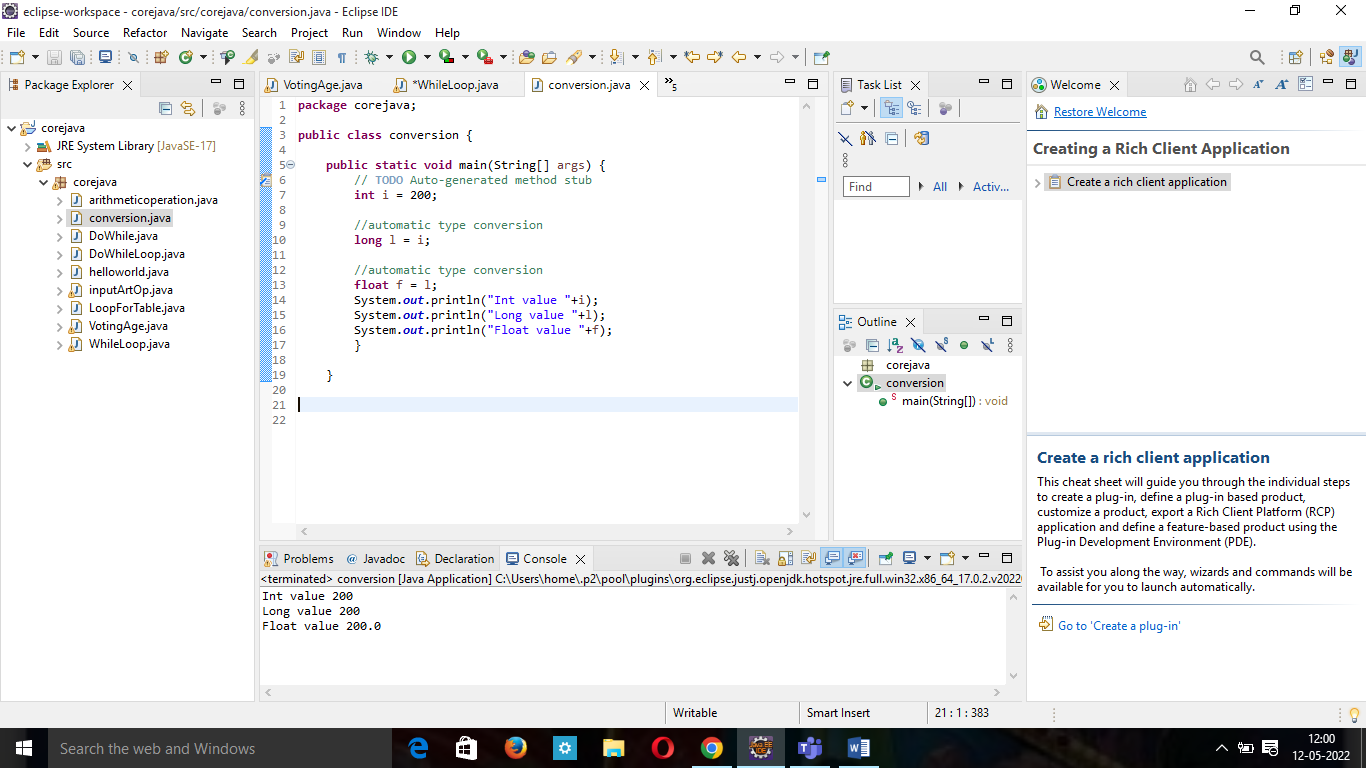 eclipse-workspace - corejava/src/corejava/conversion.java - Eclipse IDE
File Edit Source Refactor Navigate Search Project Run Window Help
Package Explorer
corejava
JRE System Library [JavaSE-17]
src
corejava
arithmeticoperation.java
conversion.java
DoWhile.java
DoWhileLoop.java
helloworld.java
inputArtOp.java
LoopForTable.java
VotingAge.java
WhileLoop.java
VotingAge.java *WhileLoop.java conversion.java »5
1 package corejava;
2
3 public class conversion {
4
5 public static void main(String[] args) {
6 // TODO Auto-generated method stub
7 int i = 200;
8
9 //automatic type conversion
10 long l = i;
11
12 //automatic type conversion
13 float f = l;
14 System.out.println("Int value "+i);
15 System.out.println("Long value "+l);
16 System.out.println("Float value "+f);
17 }
18
19 }
20
21
22
Problems @ Javadoc Declaration Console
<terminated> conversion [Java Application] C:\Users\home\.p2\pool\plugins\org.eclipse.justj.openjdk.hotspot.jre.full.win32.x86_64_17.0.2.v20220
Int value 200
Long value 200
Float value 200.0
Task List
Find All Activ...
Outline
corejava
conversion
main(String[]) : void
Welcome
Restore Welcome
Creating a Rich Client Application
Create a rich client application
Create a rich client application
This cheat sheet will guide you through the individual steps
to create a plug-in, define a plug-in based product,
customize a product, export a Rich Client Platform (RCP)
application and define a feature-based product using the
Plug-in Development Environment (PDE).
To assist you along the way, wizards and commands will be
available for you to launch automatically.
Go to 'Create a plug-in'
Writable Smart Insert 21 : 1 : 383
Search the web and Windows
12:00
12-05-2022